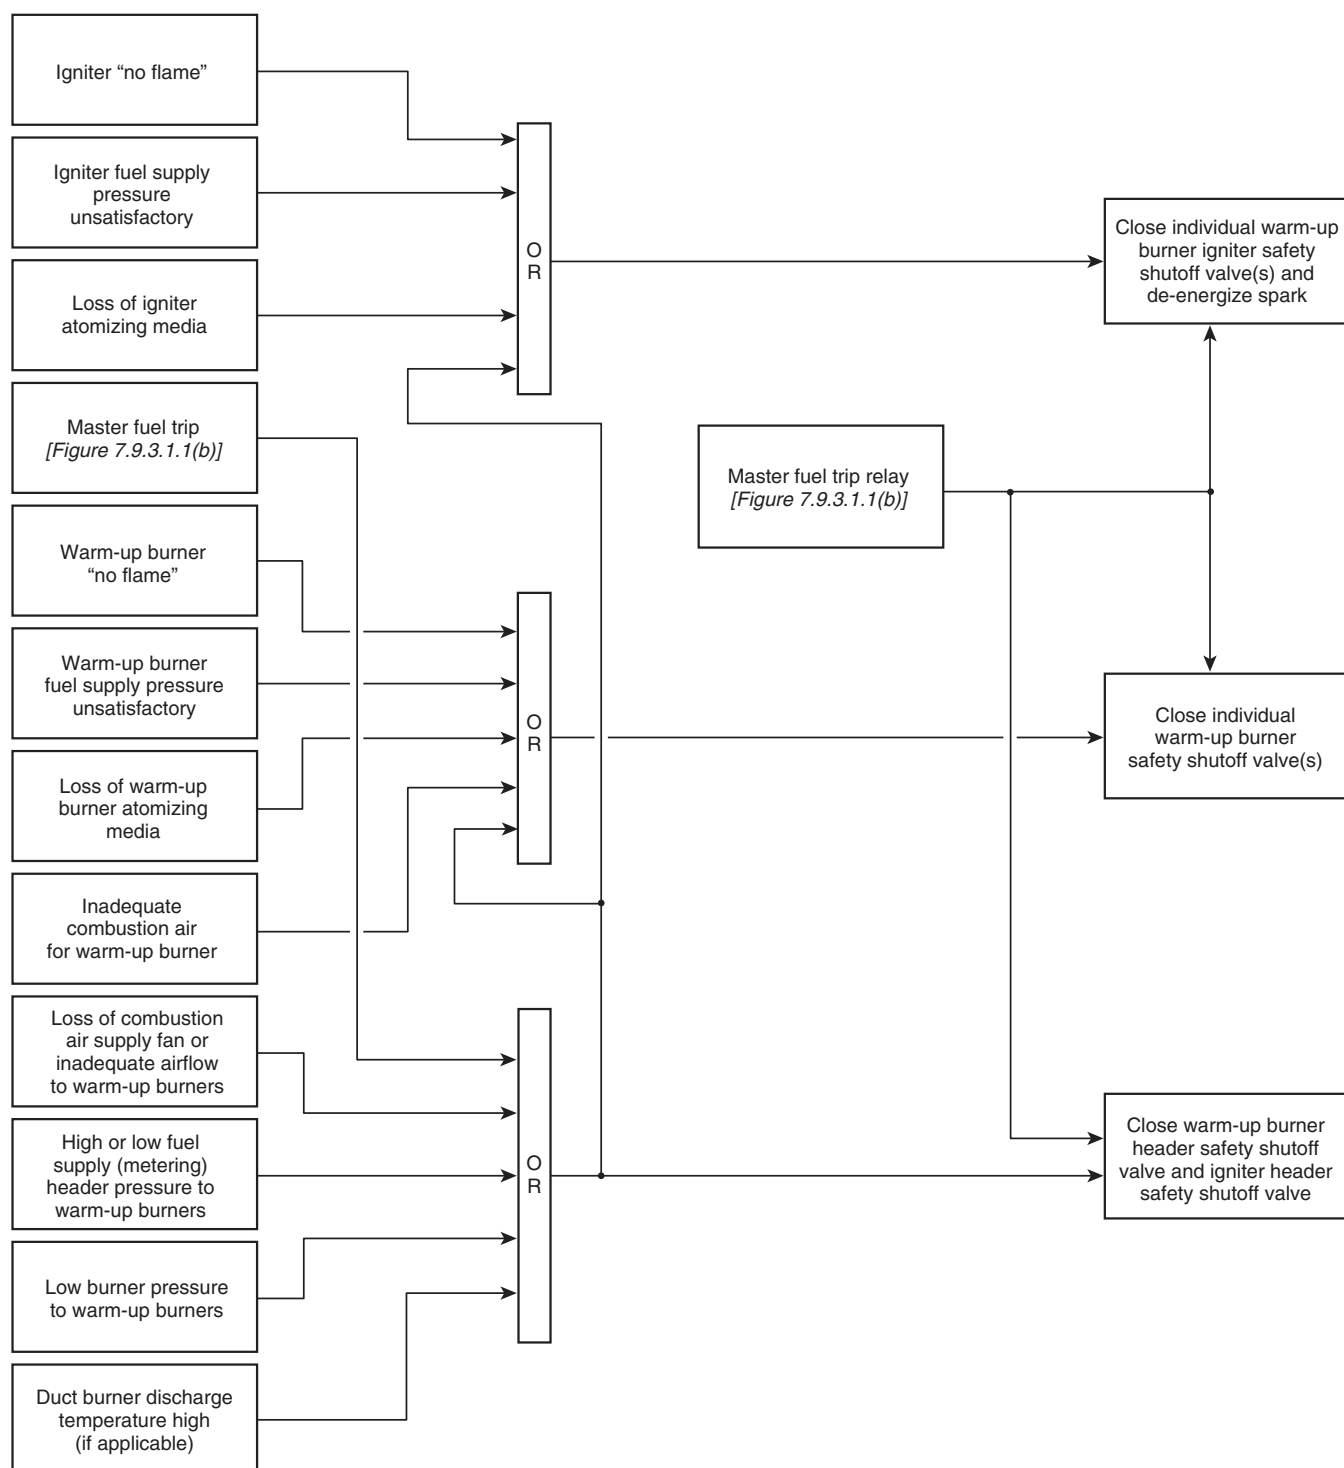 Igniter “no flame”
Igniter fuel supply
pressure
unsatisfactory
Loss of igniter
atomizing media
Master fuel trip
[Figure 7.9.3.1.1(b)]
Warm-up burner
“no flame”
Warm-up burner
fuel supply pressure
unsatisfactory
Loss of warm-up
burner atomizing
media
Inadequate
combustion air
for warm-up burner
Loss of combustion
air supply fan or
inadequate airflow
to warm-up burners
High or low fuel
supply (metering)
header pressure to
warm-up burners
Low burner pressure
to warm-up burners
Duct burner discharge
temperature high
(if applicable)
O
R
O
R
O
R
Master fuel trip relay
[Figure 7.9.3.1.1(b)]
Close individual warm-up
burner igniter safety
shutoff valve(s) and
de-energize spark
Close individual
warm-up burner
safety shutoff valve(s)
Close warm-up burner
header safety shutoff
valve and igniter header
safety shutoff valve